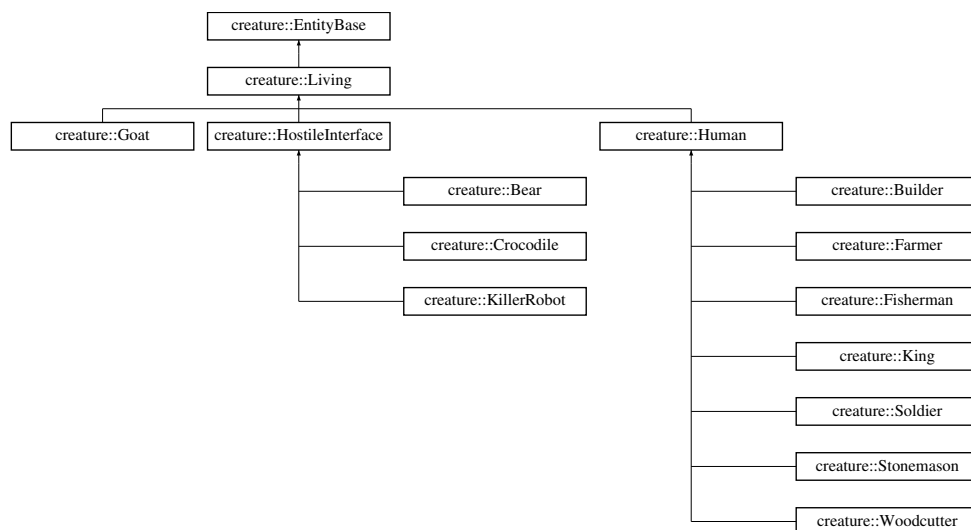 creature::EntityBase
creature::Living
creature::Goat
creature::HostileInterface
creature::Human
creature::Bear
creature::Builder
creature::Crocodile
creature::Farmer
creature::KillerRobot
creature::Fisherman
creature::King
creature::Soldier
creature::Stonemason
creature::Woodcutter